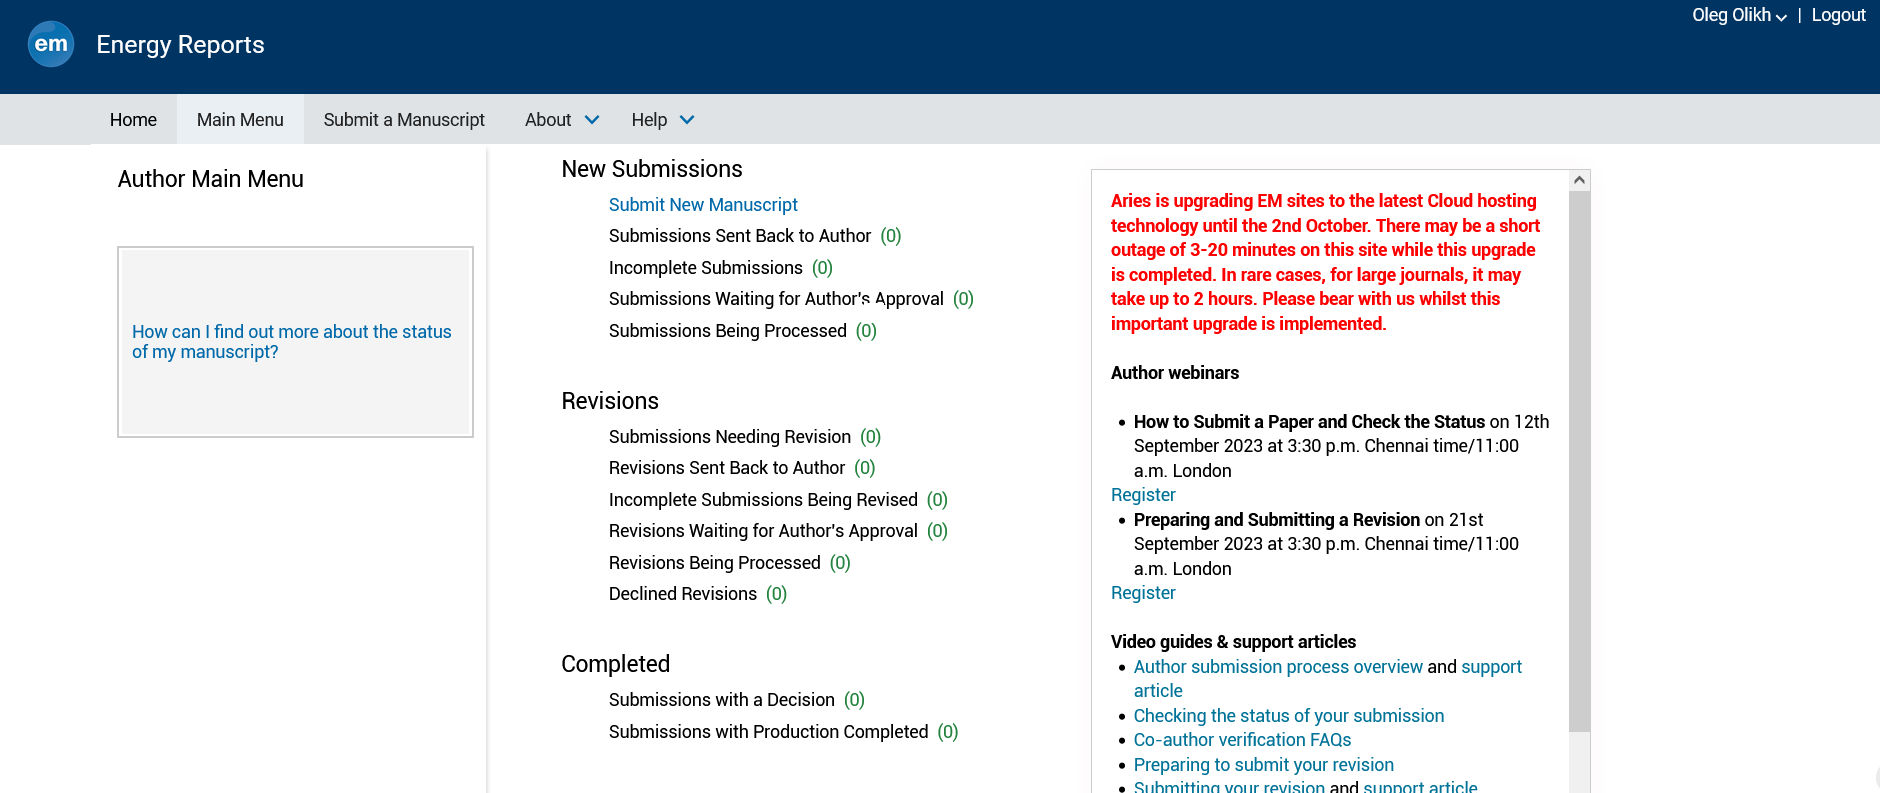 Oleg Olikh | Logout
em Energy Reports
Home Main Menu Submit a Manuscript About Help
Author Main Menu
How can I find out more about the status
of my manuscript?
New Submissions
Submit New Manuscript
Submissions Sent Back to Author (0)
Incomplete Submissions (0)
Submissions Waiting for Author's Approval (0)
Submissions Being Processed (0)
Revisions
Submissions Needing Revision (0)
Revisions Sent Back to Author (0)
Incomplete Submissions Being Revised (0)
Revisions Waiting for Author's Approval (0)
Revisions Being Processed (0)
Declined Revisions (0)
Completed
Submissions with a Decision (0)
Submissions with Production Completed (0)
Aries is upgrading EM sites to the latest Cloud hosting
technology until the 2nd October. There may be a short
outage of 3-20 minutes on this site while this upgrade
is completed. In rare cases, for large journals, it may
take up to 2 hours. Please bear with us whilst this
important upgrade is implemented.
Author webinars
• How to Submit a Paper and Check the Status on 12th
September 2023 at 3:30 p.m. Chennai time/11:00
a.m. London
Register
• Preparing and Submitting a Revision on 21st
September 2023 at 3:30 p.m. Chennai time/11:00
a.m. London
Register
Video guides & support articles
• Author submission process overview and support
article
• Checking the status of your submission
• Co-author verification FAQs
• Preparing to submit your revision
• Submitting your revision and support article